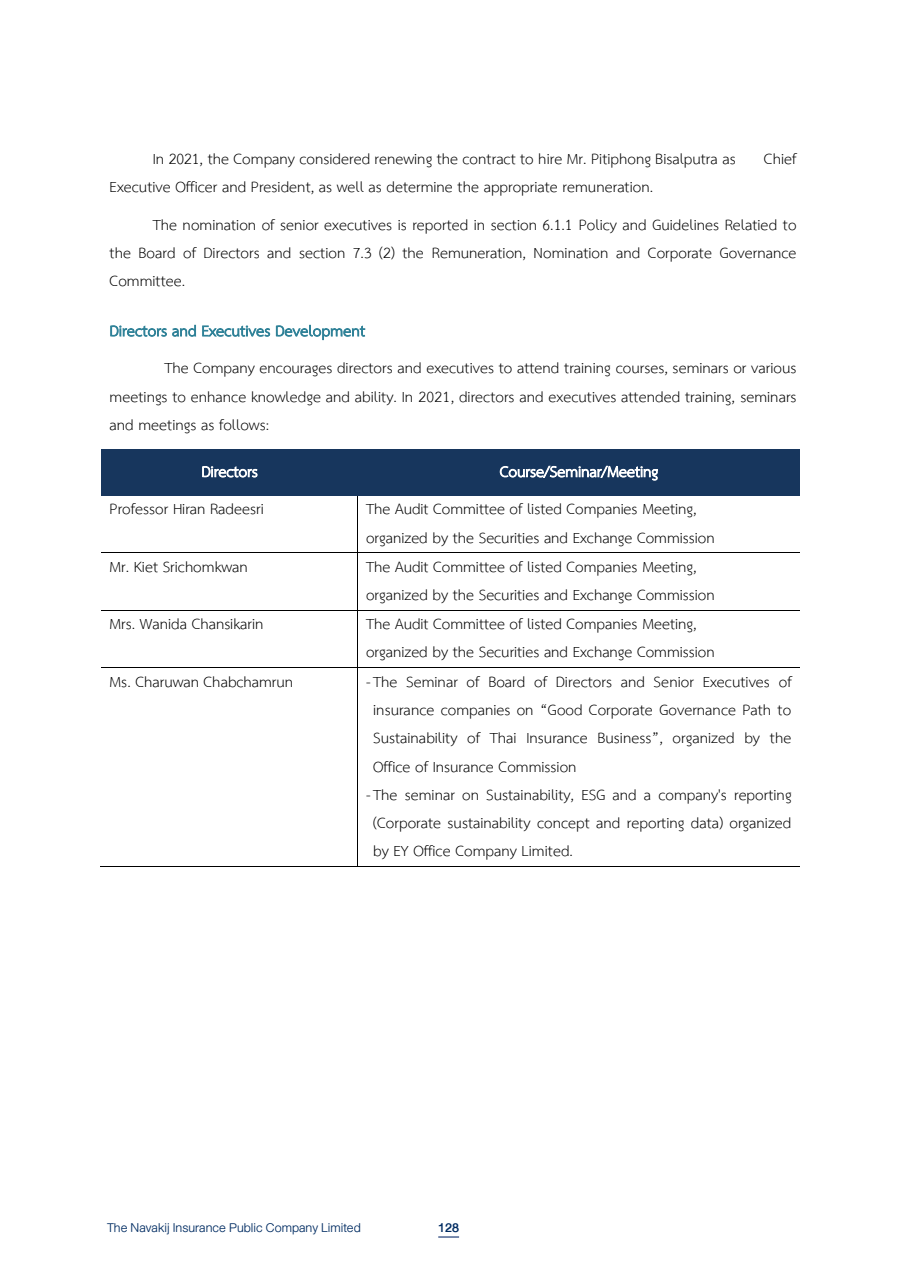 In 2021, the Company considered renewing the contract to hire Mr. Pitiphong Bisalputra as Chief
Executive Officer and President, as well as determine the appropriate remuneration.
The nomination of senior executives is reported in section 6.1.1 Policy and Guidelines Relatied to
the Board of Directors and section 7.3 (2) the Remuneration, Nomination and Corporate Governance
Committee.
Directors and Executives Development
The Company encourages directors and executives to attend training courses, seminars or various
meetings to enhance knowledge and ability. In 2021, directors and executives attended training, seminars
and meetings as follows:
Directors Course/Seminar/Meeting
Professor Hiran Radeesri The Audit Committee of listed Companies Meeting,
organized by the Securities and Exchange Commission
Mr. Kiet Srichomkwan The Audit Committee of listed Companies Meeting,
organized by the Securities and Exchange Commission
Mrs. Wanida Chansikarin The Audit Committee of listed Companies Meeting,
organized by the Securities and Exchange Commission
Ms. Charuwan Chabchamrun - The Seminar of Board of Directors and Senior Executives of
insurance companies on “Good Corporate Governance Path to
Sustainability of Thai Insurance Business”, organized by the
Office of Insurance Commission
- The seminar on Sustainability, ESG and a company's reporting
(Corporate sustainability concept and reporting data) organized
by EY Office Company Limited.
The Navakij Insurance Public Company Limited 128